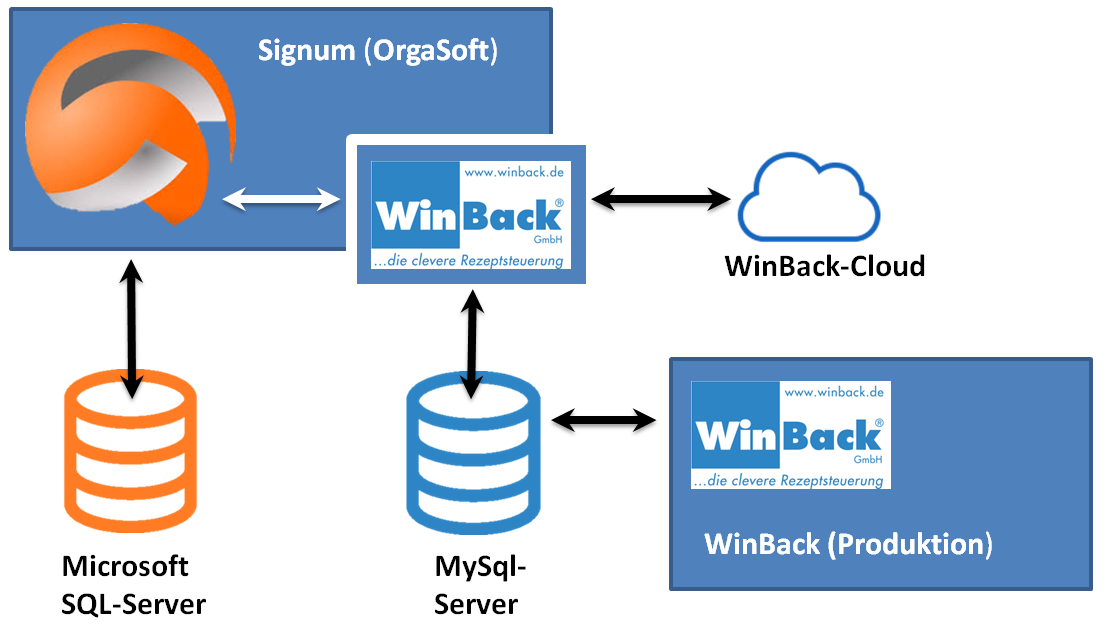 Signum (OrgaSoft)
www.winback.de
WinBack®
GmbH
...die clevere Rezeptsteuerung
WinBack-Cloud
www.winback.de
WinBack®
GmbH
...die clevere Rezeptsteuerung
WinBack (Produktion)
Microsoft
SQL-Server
MySql-
Server